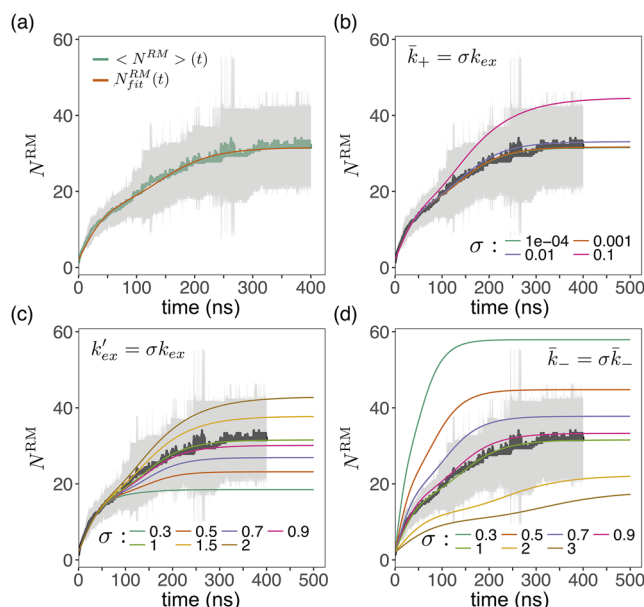 (a)
60
40
20
0
N^RM
< N^RM > (t)
N^RM_fit(t)
0 100 200 300 400
time (ns)
(b)
60
40
20
0
N^RM
k̄₊ = σk_ex
σ : 1e−04 0.001
0.01 0.1
0 100 200 300 400 500
time (ns)
(c)
60
40
20
0
N^RM
k′_ex = σk_ex
σ : 0.3 0.5 0.7 0.9
1 1.5 2
0 100 200 300 400 500
time (ns)
(d)
60
40
20
0
N^RM
k̄₋ = σk̄₋
σ : 0.3 0.5 0.7 0.9
1 2 3
0 100 200 300 400 500
time (ns)